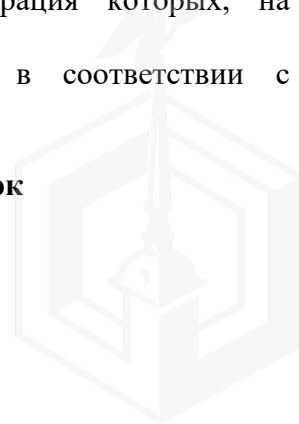 рация которых, на
в соответствии с
ок